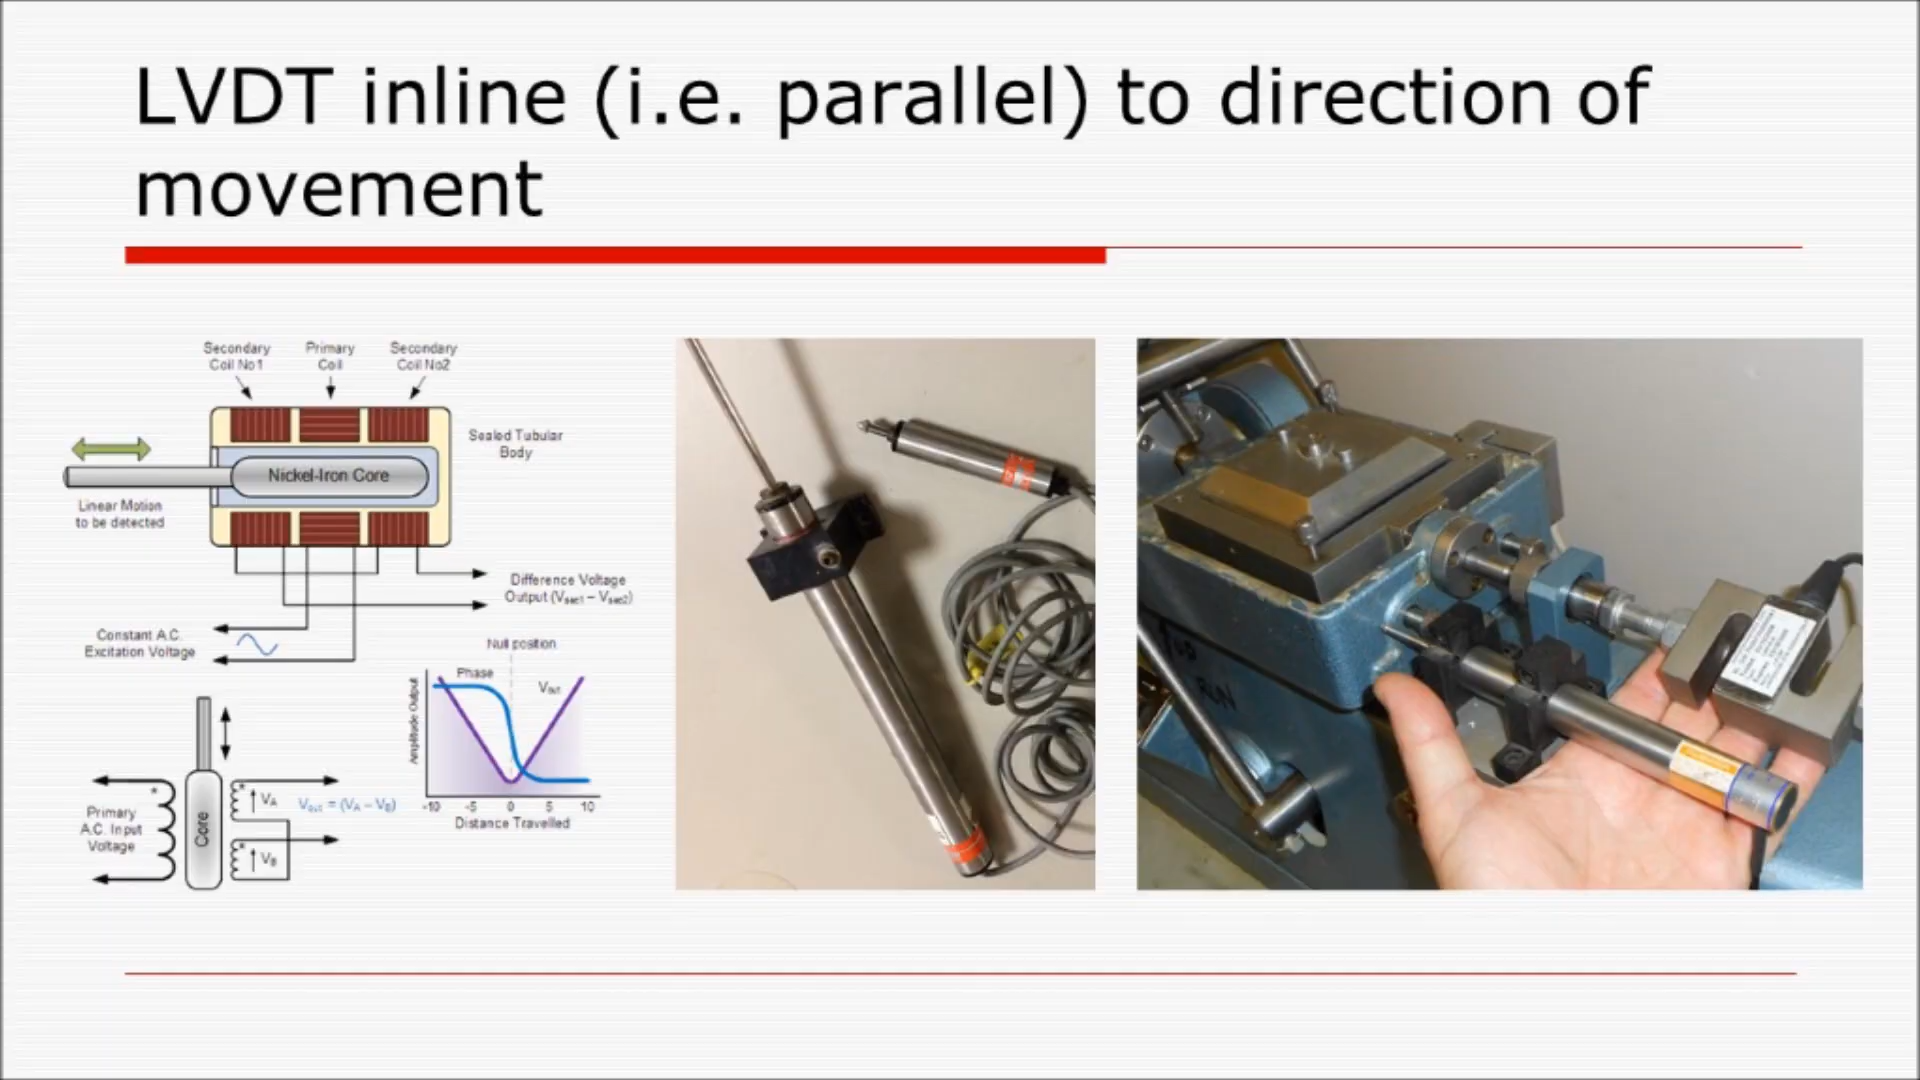 LVDT inline (i.e. parallel) to direction of
movement
Secondary
Coil No1
Primary
Coil
Secondary
Coil No2
Sealed Tubular
Body
Nickel-Iron Core
Linear Motion
to be detected
Difference Voltage
Output (Vsec1 – Vsec2)
Constant A.C.
Excitation Voltage
Null position
Phase
Vout
Amplitude Output
-10 -5 0 5 10
Distance Travelled
Primary
A.C. Input
Voltage
Core
VA
Vout = (VA – VB)
VB
RUN